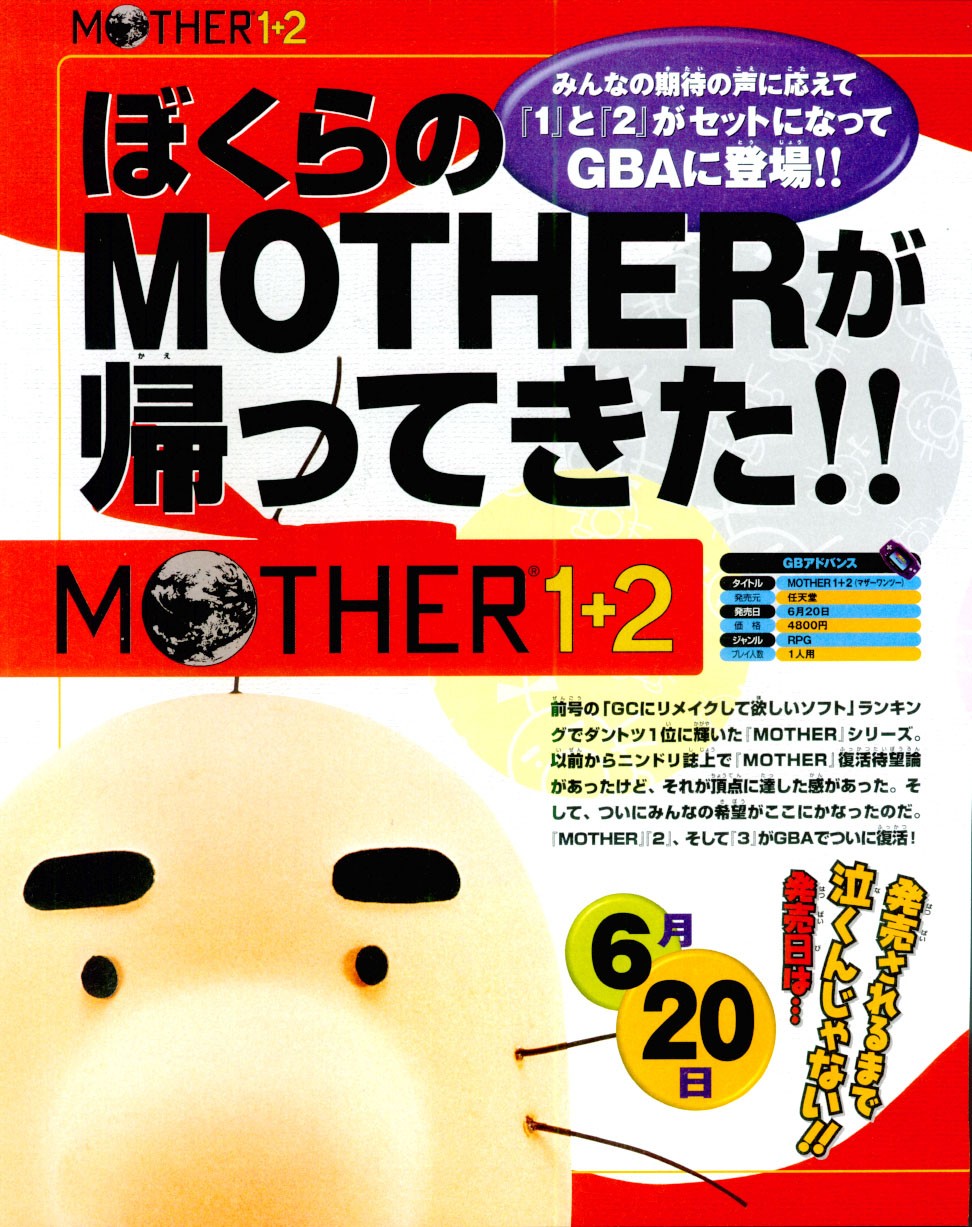 MOTHER 1+2
みんなの期待の声に応えて
『1』と『2』がセットになって
GBAに登場!!
ぼくらの
MOTHERが
帰ってきた!!
MOTHER® 1+2
GBアドバンス
タイトル MOTHER1+2(マザーワンツー)
発売元 任天堂
発売日 6月20日
価格 4800円
ジャンル RPG
プレイ人数 1人用
前号の「GCにリメイクして欲しいソフト」ランキン
グでダントツ1位に輝いた『MOTHER』シリーズ。
以前からニンドリ誌上で『MOTHER』復活待望論
があったけど、それが頂点に達した感があった。そ
して、ついにみんなの希望がここにかなったのだ。
『MOTHER』『2』、そして『3』がGBAでついに復活!
発売されるまで
泣くんじゃない!!
発売日は…
6月
20日